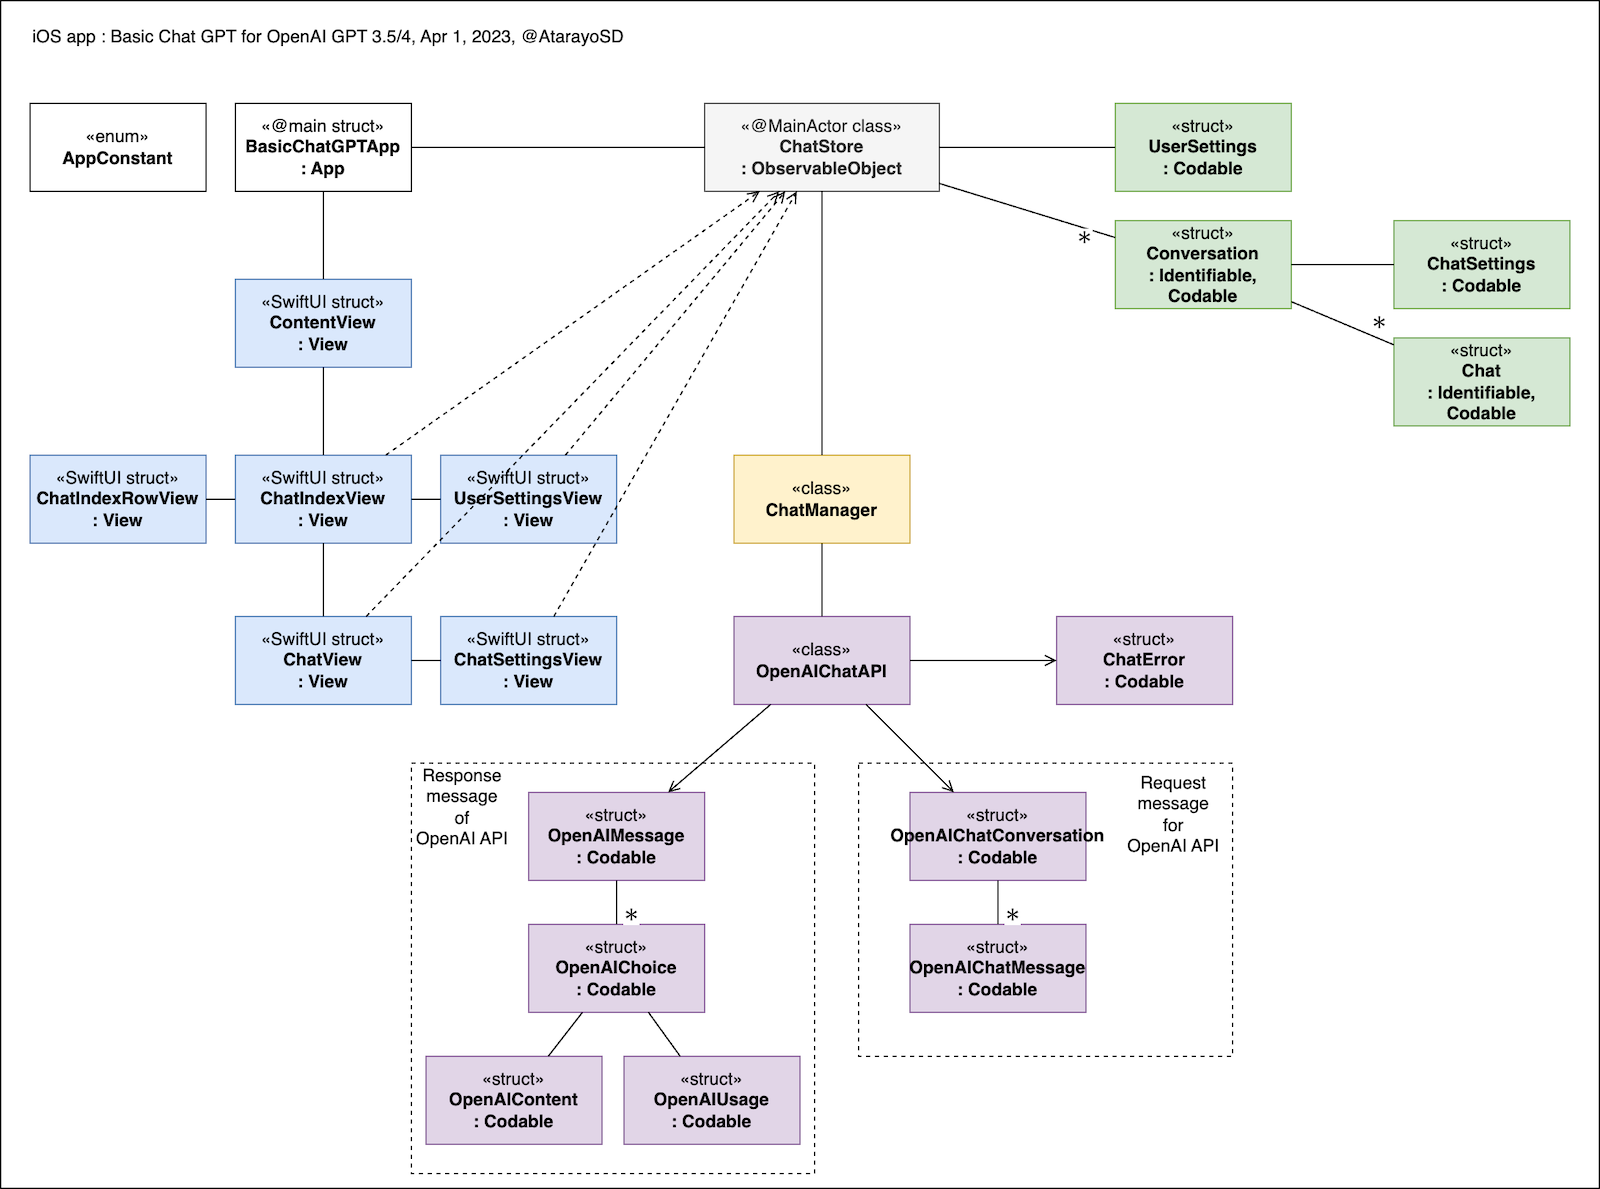 iOS app : Basic Chat GPT for OpenAI GPT 3.5/4, Apr 1, 2023, @AtarayoSD
«enum»
AppConstant
«@main struct»
BasicChatGPTApp
: App
«@MainActor class»
ChatStore
: ObservableObject
«struct»
UserSettings
: Codable
*
«struct»
Conversation
: Identifiable,
Codable
«struct»
ChatSettings
: Codable
*
«struct»
Chat
: Identifiable,
Codable
«SwiftUI struct»
ContentView
: View
«SwiftUI struct»
ChatIndexRowView
: View
«SwiftUI struct»
ChatIndexView
: View
«SwiftUI struct»
UserSettingsView
: View
«class»
ChatManager
«SwiftUI struct»
ChatView
: View
«SwiftUI struct»
ChatSettingsView
: View
«class»
OpenAIChatAPI
«struct»
ChatError
: Codable
Response
message
of
OpenAI API
«struct»
OpenAIMessage
: Codable
*
«struct»
OpenAIChoice
: Codable
«struct»
OpenAIContent
: Codable
«struct»
OpenAIUsage
: Codable
«struct»
OpenAIChatConversation
: Codable
Request
message
for
OpenAI API
*
«struct»
OpenAIChatMessage
: Codable